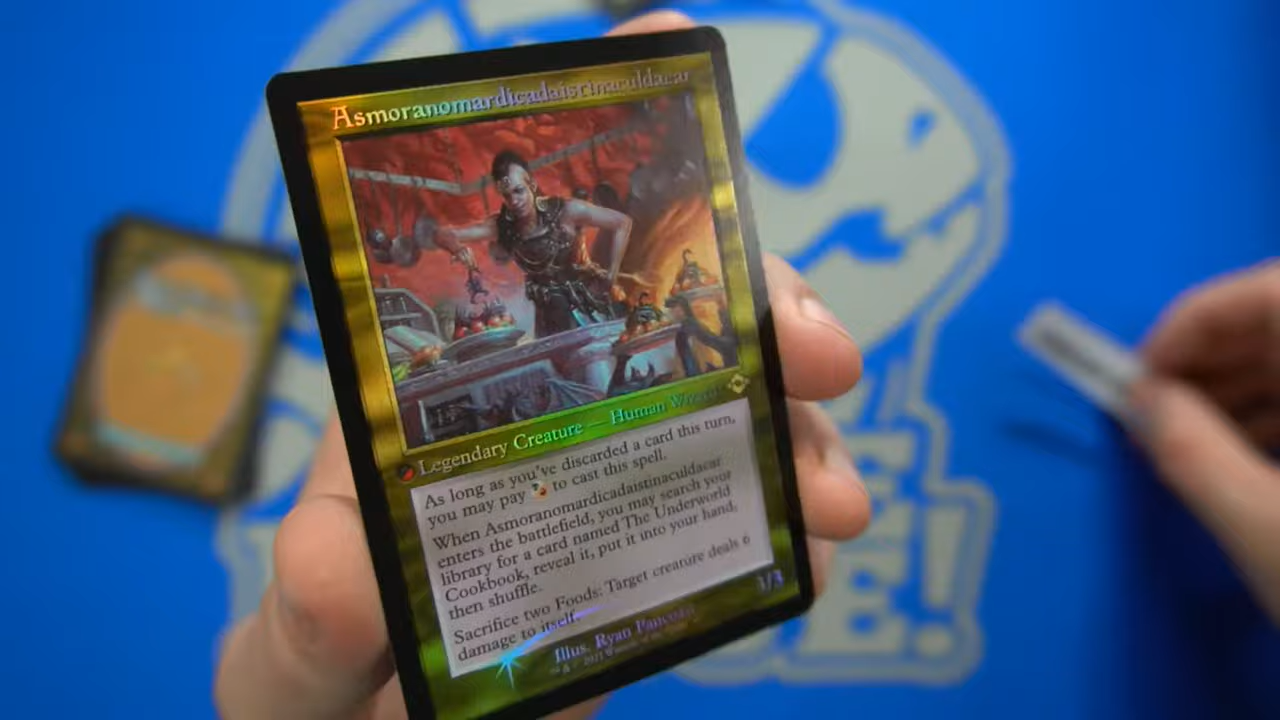 Asmoranomardicadaistinaculdacar
Legendary Creature — Human Wizard
As long as you've discarded a card this turn,
you may pay to cast this spell.
When Asmoranomardicadaistinaculdacar
enters the battlefield, you may search your
library for a card named The Underworld
Cookbook, reveal it, put it into your hand,
then shuffle.
Sacrifice two Foods: Target creature deals 6
damage to itself.
3/3
Illus. Ryan Pancoast